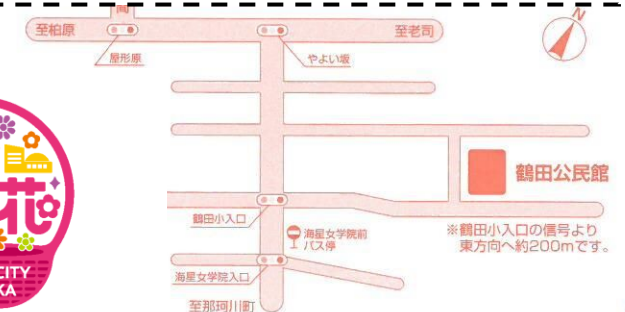 至柏原
至老司
N
屋形原
やよい坂
鶴田公民館
鶴田小入口
海星女学院前
バス停
※鶴田小入口の信号より
東方向へ約200mです。
海星女学院入口
至那珂川町
花
CITY
KA